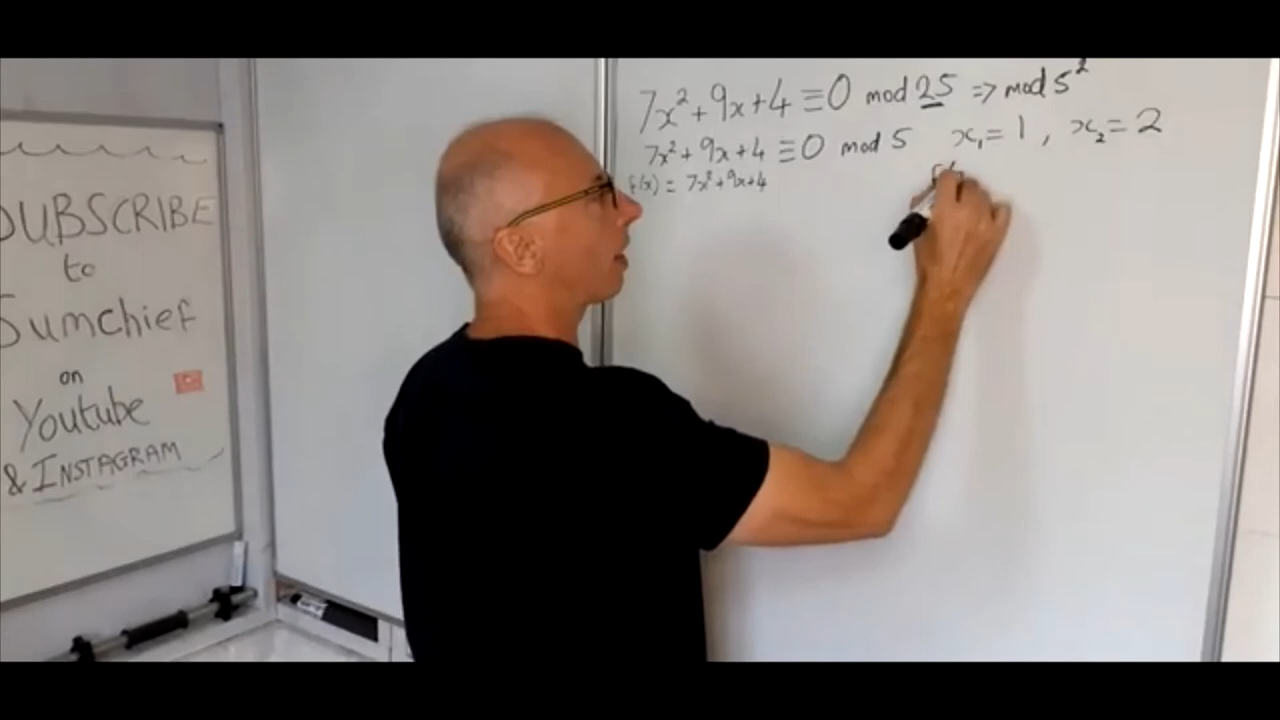 SUBSCRIBE
to
Sumchief
on
Youtube
& INSTAGRAM
7x² + 9x + 4 ≡ 0 mod 25 => mod 5²
7x² + 9x + 4 ≡ 0 mod 5 x₁ = 1 , x₂ = 2
f(x) = 7x² + 9x + 4